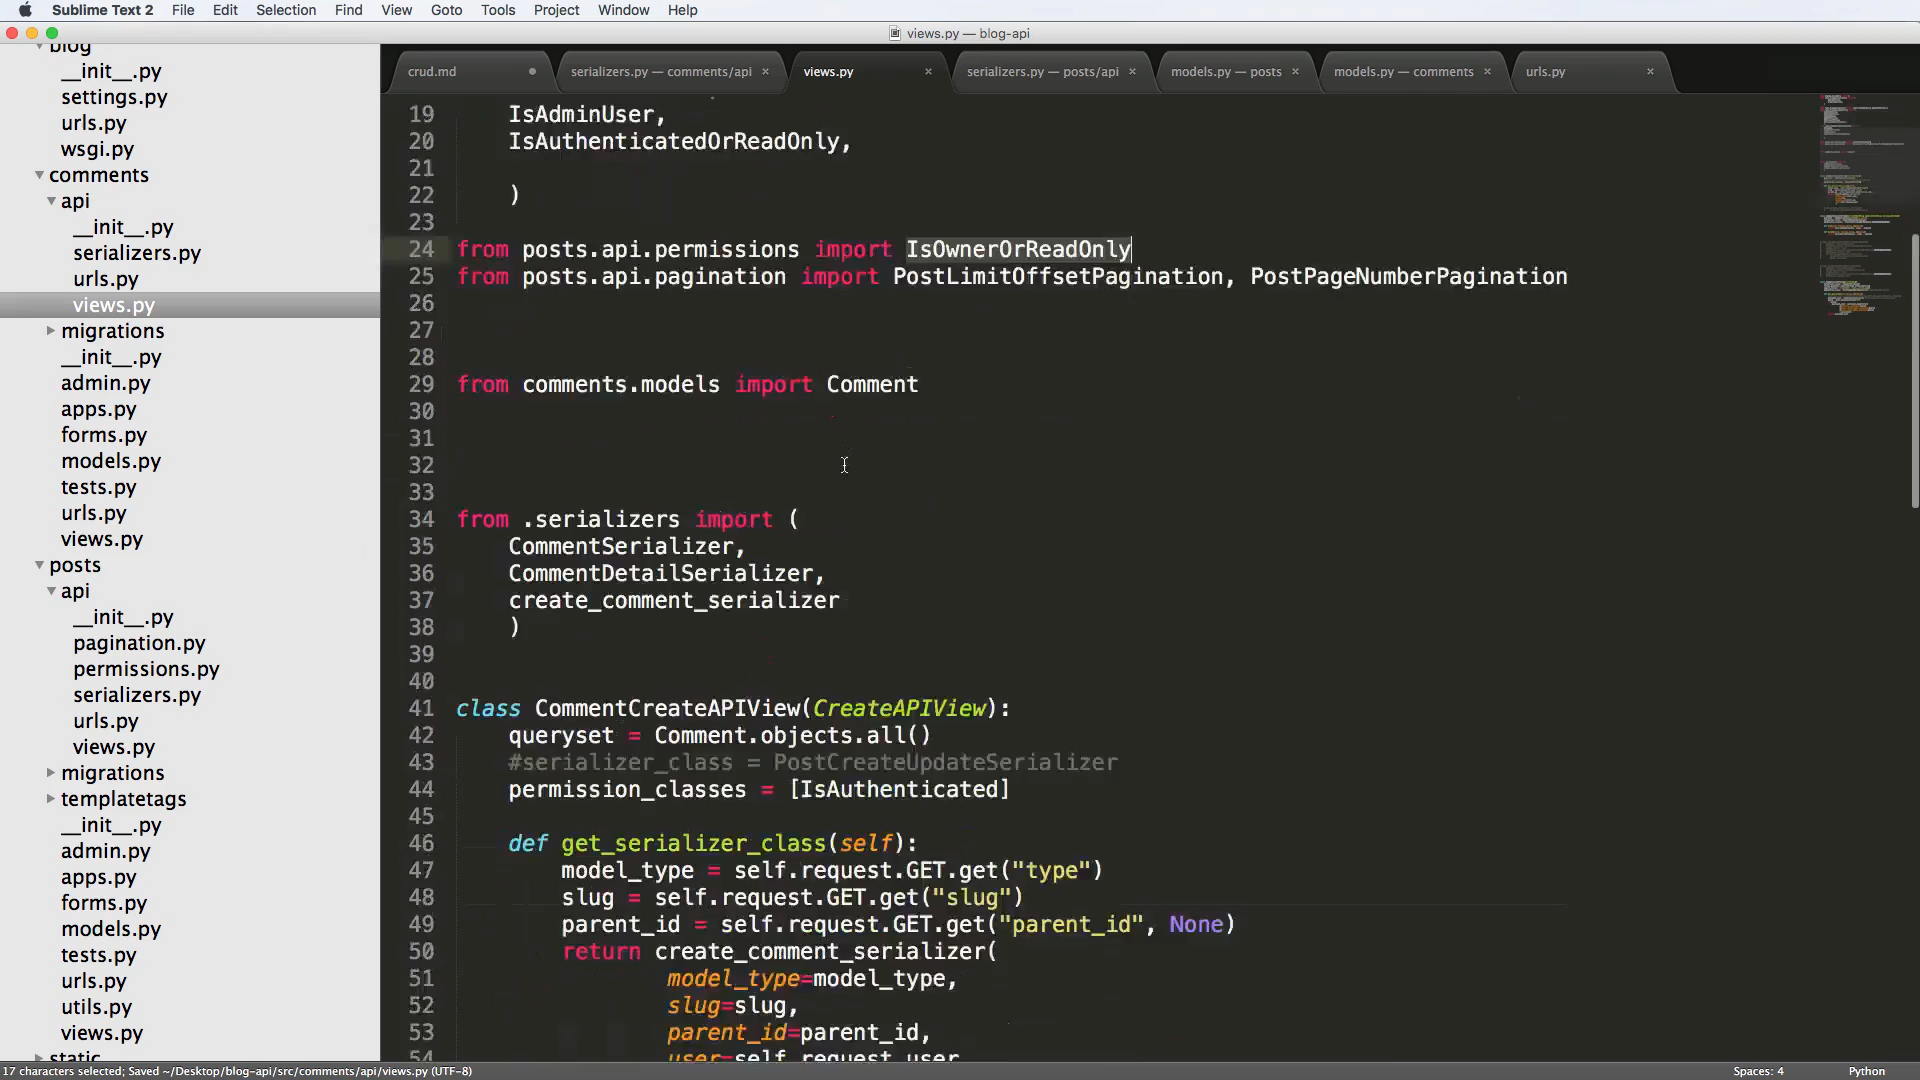 Sublime Text 2 File Edit Selection Find View Goto Tools Project Window Help
views.py — blog-api
crud.md
serializers.py — comments/api ×
views.py ×
serializers.py — posts/api ×
models.py — posts ×
models.py — comments ×
urls.py ×
blog
__init__.py
settings.py
urls.py
wsgi.py
comments
api
__init__.py
serializers.py
urls.py
views.py
migrations
__init__.py
admin.py
apps.py
forms.py
models.py
tests.py
urls.py
views.py
posts
api
__init__.py
pagination.py
permissions.py
serializers.py
urls.py
views.py
migrations
templatetags
__init__.py
admin.py
apps.py
forms.py
models.py
tests.py
urls.py
utils.py
views.py
static
19 IsAdminUser,
20 IsAuthenticatedOrReadOnly,
21
22 )
23
24 from posts.api.permissions import IsOwnerOrReadOnly
25 from posts.api.pagination import PostLimitOffsetPagination, PostPageNumberPagination
26
27
28
29 from comments.models import Comment
30
31
32
33
34 from .serializers import (
35 CommentSerializer,
36 CommentDetailSerializer,
37 create_comment_serializer
38 )
39
40
41 class CommentCreateAPIView(CreateAPIView):
42 queryset = Comment.objects.all()
43 #serializer_class = PostCreateUpdateSerializer
44 permission_classes = [IsAuthenticated]
45
46 def get_serializer_class(self):
47 model_type = self.request.GET.get("type")
48 slug = self.request.GET.get("slug")
49 parent_id = self.request.GET.get("parent_id", None)
50 return create_comment_serializer(
51 model_type=model_type,
52 slug=slug,
53 parent_id=parent_id,
54 user=self.request.user
17 characters selected; Saved ~/Desktop/blog-api/src/comments/api/views.py (UTF-8)
Spaces: 4
Python